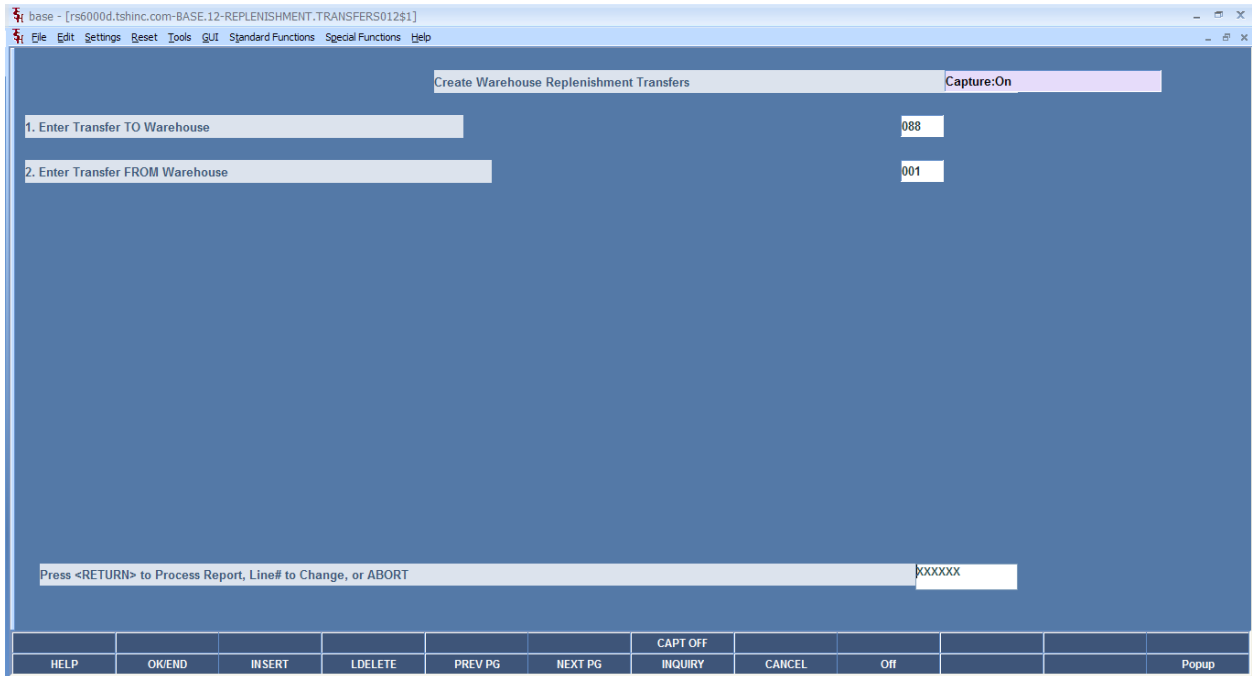 base - [rs6000d.tshinc.com-BASE.12-REPLENISHMENT.TRANSFERS012$1]
File Edit Settings Reset Tools GUI Standard Functions Special Functions Help
Create Warehouse Replenishment Transfers Capture:On
1. Enter Transfer TO Warehouse 088
2. Enter Transfer FROM Warehouse 001
Press <RETURN> to Process Report, Line# to Change, or ABORT XXXXXX
CAPT OFF
HELP OK/END INSERT LDELETE PREV PG NEXT PG INQUIRY CANCEL Off Popup